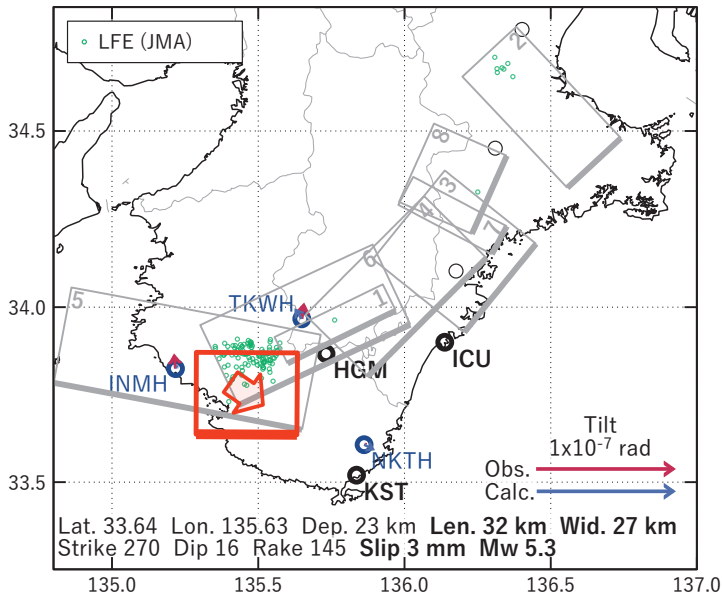 LFE (JMA)
2
34.5
8
3
4
7
6
34.0
5
TKWH
1
INMH
HGM
ICU
Tilt
1x10-7 rad
Obs.
Calc.
NKTH
33.5
KST
Lat. 33.64 Lon. 135.63 Dep. 23 km Len. 32 km Wid. 27 km
Strike 270 Dip 16 Rake 145 Slip 3 mm Mw 5.3
135.0 135.5 136.0 136.5 137.0